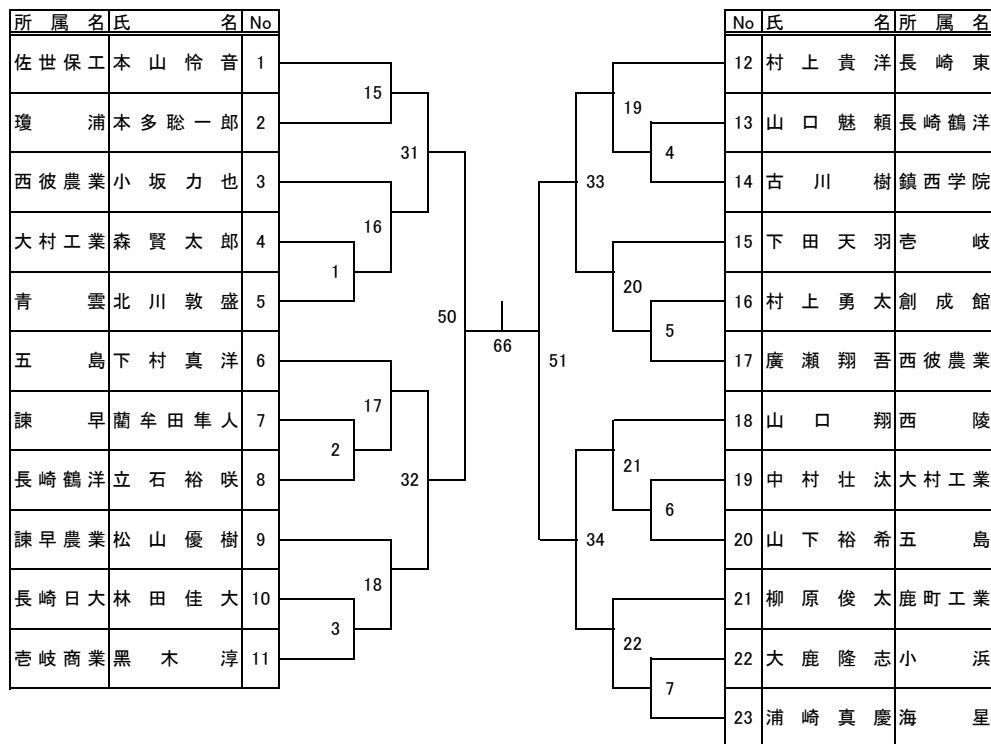 所属名 氏名 No
佐世保工 本山怜音 1
瓊浦 本多聡一郎 2
西彼農業 小坂力也 3
大村工業 森賢太郎 4
青雲 北川敦盛 5
五島 下村真洋 6
諫早 藺牟田隼人 7
長崎鶴洋 立石裕咲 8
諫早農業 松山優樹 9
長崎日大 林田佳大 10
壱岐商業 黑木淳 11
15
31
16
1
50
17
2
32
18
3
66
No 氏名 所属名
12 村上貴洋 長崎東
13 山口魅頼 長崎鶴洋
14 古川樹 鎮西学院
15 下田天羽 壱岐
16 村上勇太 創成館
17 廣瀬翔吾 西彼農業
18 山口翔 西陵
19 中村壮汰 大村工業
20 山下裕希 五島
21 柳原俊太 鹿町工業
22 大鹿隆志 小浜
23 浦崎真慶 海星
19
4
33
20
5
51
21
6
34
22
7